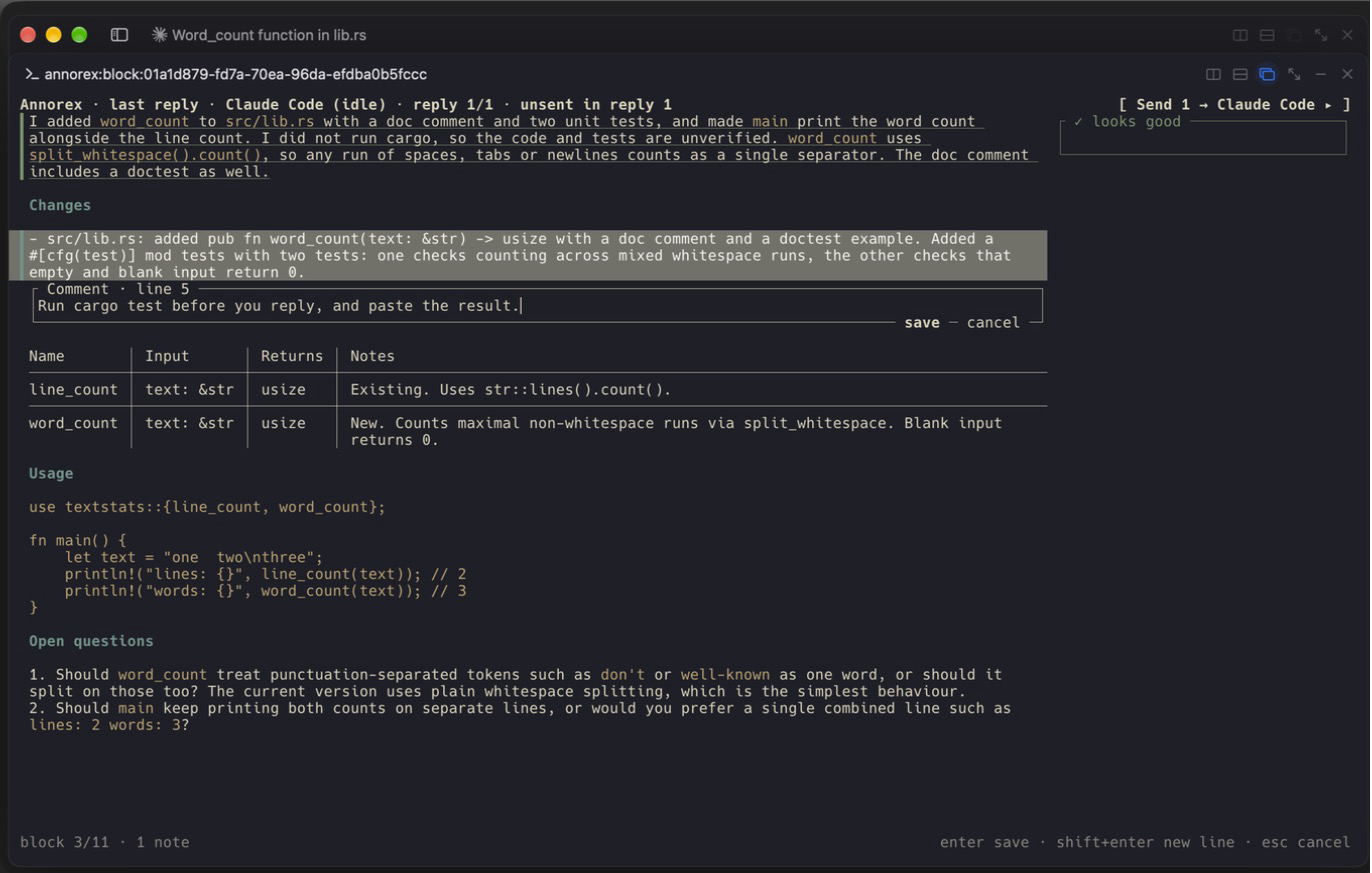 Word_count function in lib.rs
annorex:block:01a1d879-fd7a-70ea-96da-efdba0b5fccc
Annorex · last reply · Claude Code (idle) · reply 1/1 · unsent in reply 1
[ Send 1 → Claude Code ▸ ]
I added word_count to src/lib.rs with a doc comment and two unit tests, and made main print the word count
alongside the line count. I did not run cargo, so the code and tests are unverified. word_count uses
split_whitespace().count(), so any run of spaces, tabs or newlines counts as a single separator. The doc comment
includes a doctest as well.
✓ looks good
Changes
- src/lib.rs: added pub fn word_count(text: &str) -> usize with a doc comment and a doctest example. Added a
#[cfg(test)] mod tests with two tests: one checks counting across mixed whitespace runs, the other checks that
empty and blank input return 0.
Comment · line 5
Run cargo test before you reply, and paste the result.
save — cancel
Name Input Returns Notes
line_count text: &str usize Existing. Uses str::lines().count().
word_count text: &str usize New. Counts maximal non-whitespace runs via split_whitespace. Blank input
returns 0.
Usage
use textstats::{line_count, word_count};
fn main() {
    let text = "one  two\nthree";
    println!("lines: {}", line_count(text)); // 2
    println!("words: {}", word_count(text)); // 3
}
Open questions
1. Should word_count treat punctuation-separated tokens such as don't or well-known as one word, or should it
split on those too? The current version uses plain whitespace splitting, which is the simplest behaviour.
2. Should main keep printing both counts on separate lines, or would you prefer a single combined line such as
lines: 2 words: 3?
block 3/11 · 1 note
enter save · shift+enter new line · esc cancel